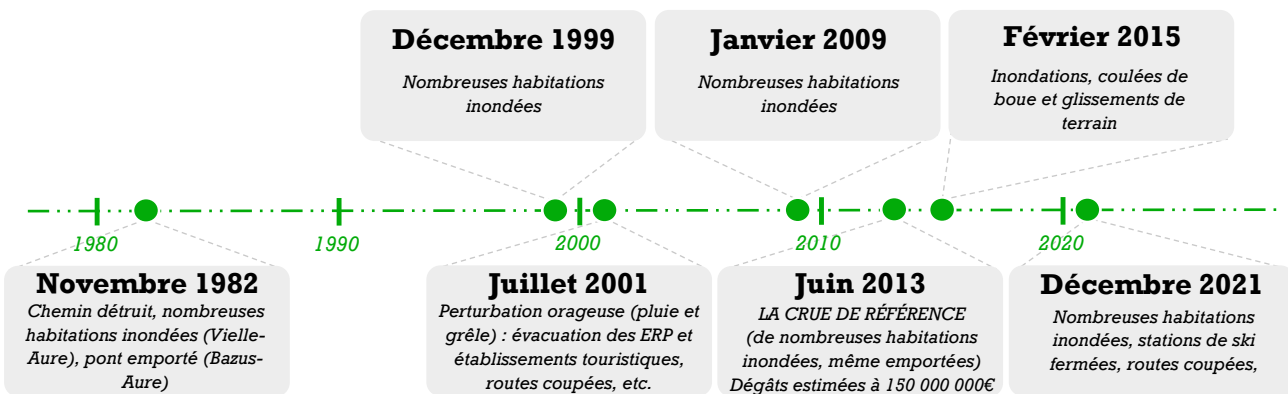 Décembre 1999
Nombreuses habitations
inondées
Janvier 2009
Nombreuses habitations
inondées
Février 2015
Inondations, coulées de
boue et glissements de
terrain
1980
1990
2000
2010
2020
Novembre 1982
Chemin détruit, nombreuses
habitations inondées (Vielle-
Aure), pont emporté (Bazus-
Aure)
Juillet 2001
Perturbation orageuse (pluie et
grêle) : évacuation des ERP et
établissements touristiques,
routes coupées, etc.
Juin 2013
LA CRUE DE RÉFÉRENCE
(de nombreuses habitations
inondées, même emportées)
Dégâts estimées à 150 000 000€
Décembre 2021
Nombreuses habitations
inondées, stations de ski
fermées, routes coupées,